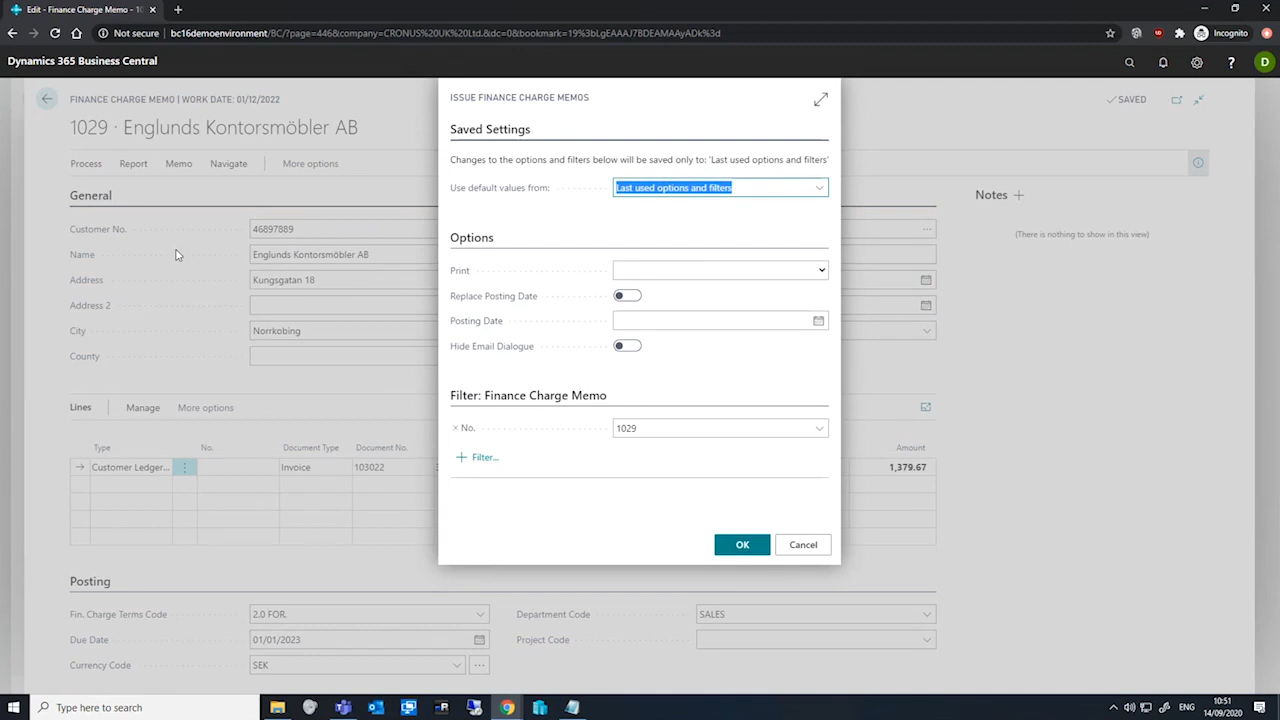 Edit - Finance Charge Memo - 10
Not secure
bc16demoenvironment/BC/?page=446&company=CRONUS%20UK%20Ltd.&dc=0&bookmark=19%3bLgEAAAJ7BDEAMAAyADk%3d
Incognito
Dynamics 365 Business Central
D
FINANCE CHARGE MEMO | WORK DATE: 01/12/2022
SAVED
1029 · Englunds Kontorsmöbler AB
Process Report Memo Navigate More options
General
Customer No. 46897889
Name Englunds Kontorsmöbler AB
Address Kungsgatan 18
Address 2
City Norrkobing
County
Notes
(There is nothing to show in this view)
ISSUE FINANCE CHARGE MEMOS
Saved Settings
Changes to the options and filters below will be saved only to: 'Last used options and filters'
Use default values from: Last used options and filters
Options
Print
Replace Posting Date
Posting Date
Hide Email Dialogue
Filter: Finance Charge Memo
No. 1029
Filter...
OK Cancel
Lines Manage More options
Type No. Document Type Document No. Amount
Customer Ledger... Invoice 103022 1,379.67
Posting
Fin. Charge Terms Code 2.0 FOR. Department Code SALES
Due Date 01/01/2023 Project Code
Currency Code SEK
Type here to search
ENG
10:51
14/09/2020